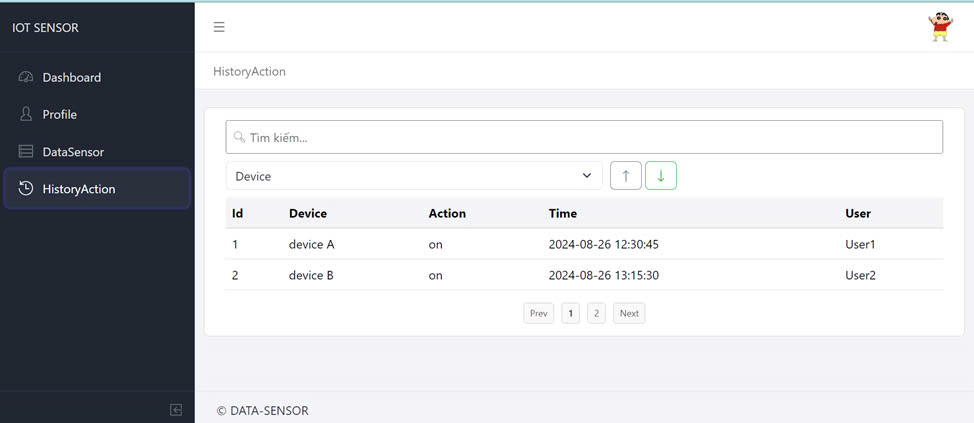 IOT SENSOR
Dashboard
Profile
DataSensor
HistoryAction
HistoryAction
Tìm kiếm...
Device
Id Device Action Time User
1 device A on 2024-08-26 12:30:45 User1
2 device B on 2024-08-26 13:15:30 User2
Prev 1 2 Next
© DATA-SENSOR